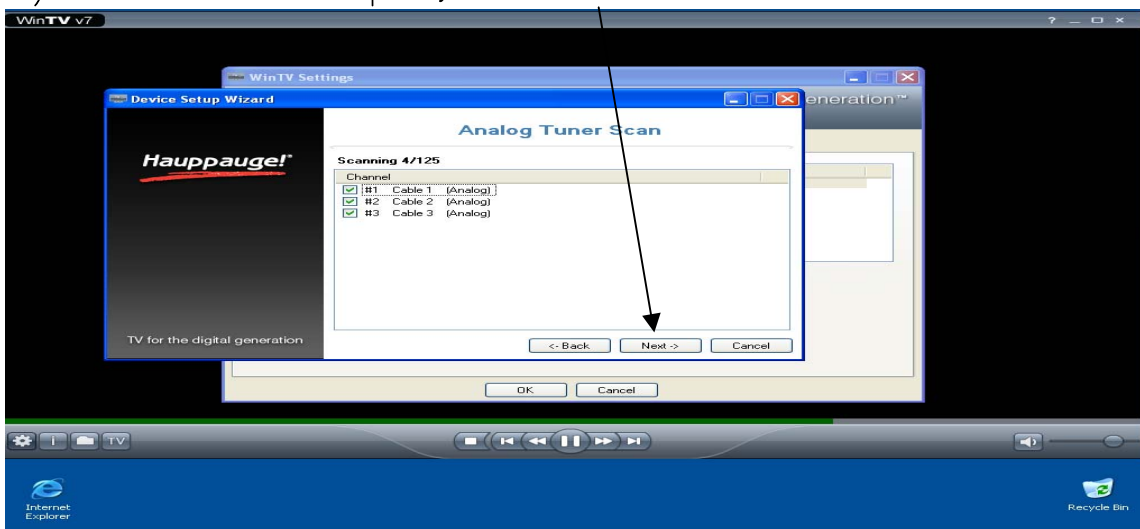 WinTV v7
WinTV Settings
Device Setup Wizard
eneration™
Analog Tuner Scan
Hauppauge!
Scanning 4/125
Channel
#1 Cable 1 (Analog)
#2 Cable 2 (Analog)
#3 Cable 3 (Analog)
TV for the digital generation
<- Back Next -> Cancel
OK Cancel
TV
Internet
Explorer
Recycle Bin